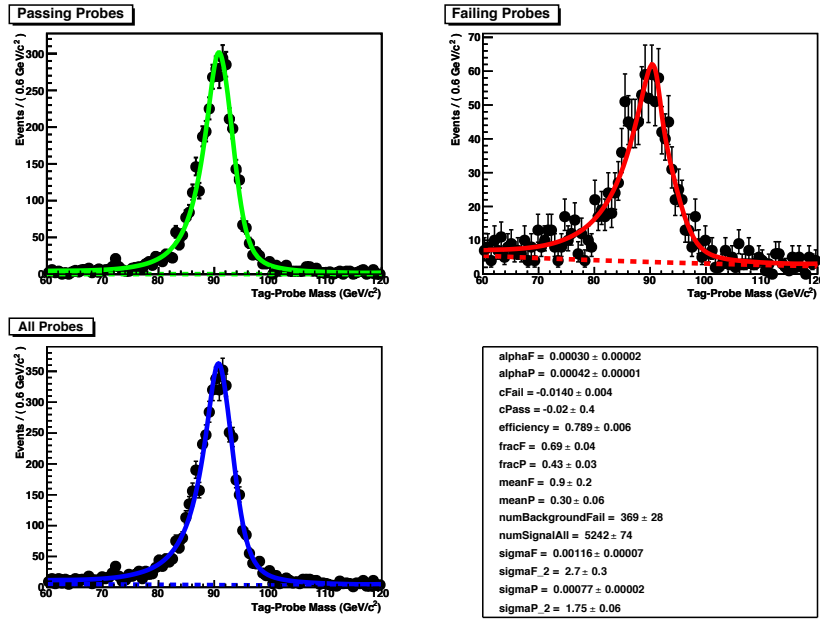 Passing Probes
Events / ( 0.6 GeV/c²)
300
250
200
150
100
50
0
60 70 80 90 100 110 120
Tag-Probe Mass (GeV/c²)
Failing Probes
Events / ( 0.6 GeV/c²)
70
60
50
40
30
20
10
0
60 70 80 90 100 110 120
Tag-Probe Mass (GeV/c²)
All Probes
Events / ( 0.6 GeV/c²)
350
300
250
200
150
100
50
0
60 70 80 90 100 110 120
Tag-Probe Mass (GeV/c²)
alphaF = 0.00030 ± 0.00002
alphaP = 0.00042 ± 0.00001
cFail = -0.0140 ± 0.004
cPass = -0.02 ± 0.4
efficiency = 0.789 ± 0.006
fracF = 0.69 ± 0.04
fracP = 0.43 ± 0.03
meanF = 0.9 ± 0.2
meanP = 0.30 ± 0.06
numBackgroundFail = 369 ± 28
numSignalAll = 5242 ± 74
sigmaF = 0.00116 ± 0.00007
sigmaF_2 = 2.7 ± 0.3
sigmaP = 0.00077 ± 0.00002
sigmaP_2 = 1.75 ± 0.06